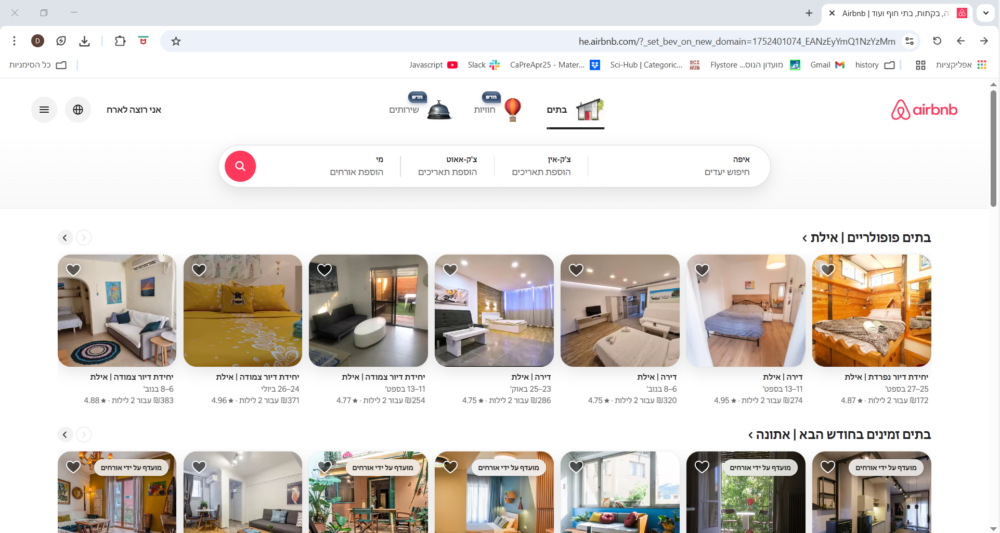 Airbnb | דה, בקתות, בתי חוף ועוד
he.airbnb.com/?_set_bev_on_new_domain=1752401074_EANzEyYmQ1NzYzMm
D
אפליקציות
history
Gmail
Flystore מועדון הנוס...
Sci-Hub | Categoric...
SCI HUB
CaPreApr25 - Mater...
Slack
Javascript
כל הסימניות
airbnb
בתים
חוויות
חדש
שירותים
חדש
אני רוצה לארח
איפה
חיפוש יעדים
צ'ק-אין
הוספת תאריכים
צ'ק-אאוט
הוספת תאריכים
מי
הוספת אורחים
בתים פופולריים | אילת
יחידת דיור נפרדת | אילת
25–27 בספט׳
₪172 עבור 2 לילות · ★ 4.87
דירה | אילת
11–13 בספט׳
₪274 עבור 2 לילות · ★ 4.95
דירה | אילת
6–8 בנוב׳
₪320 עבור 2 לילות · ★ 4.75
דירה | אילת
23–25 באוק׳
₪286 עבור 2 לילות · ★ 4.75
יחידת דיור צמודה | אילת
11–13 בספט׳
₪254 עבור 2 לילות · ★ 4.77
יחידת דיור צמודה | אילת
24–26 ביולי
₪371 עבור 2 לילות · ★ 4.96
יחידת דיור צמודה | אילת
6–8 בנוב׳
₪383 עבור 2 לילות · ★ 4.88
בתים זמינים בחודש הבא | אתונה
מועדף על ידי אורחים
מועדף על ידי אורחים
מועדף על ידי אורחים
מועדף על ידי אורחים
מועדף על ידי אורחים